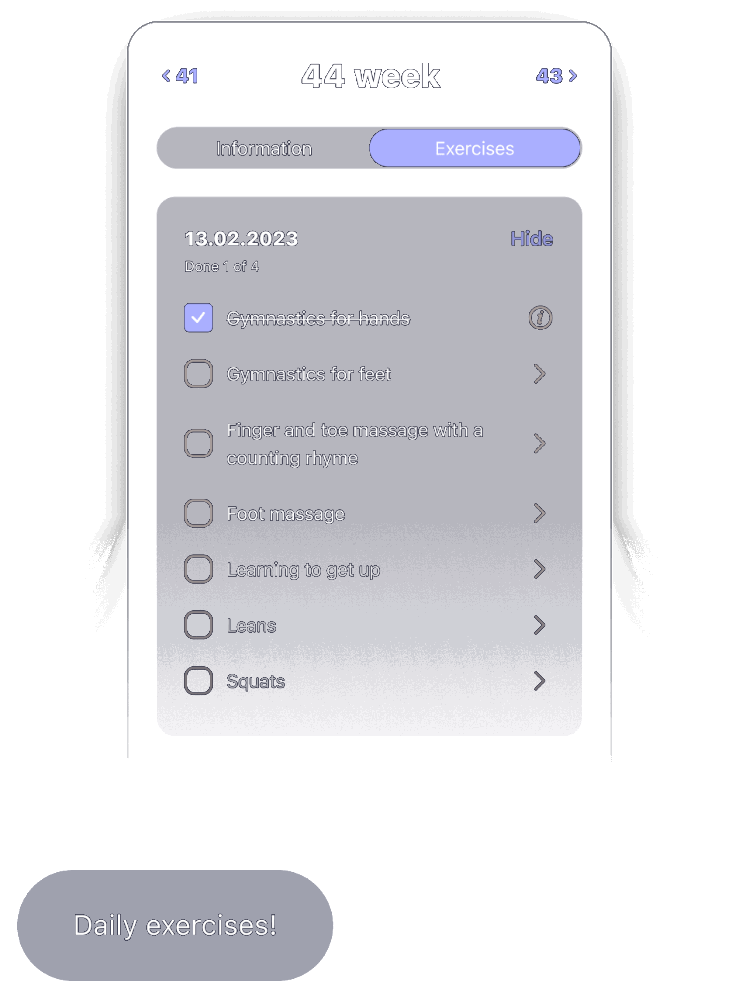 41
44 week
43
Information
Exercises
13.02.2023
Hide
Done 1 of 4
Gymnastics for hands
Gymnastics for feet
Finger and toe massage with a
counting rhyme
Foot massage
Learning to get up
Leans
Squats
Daily exercises!